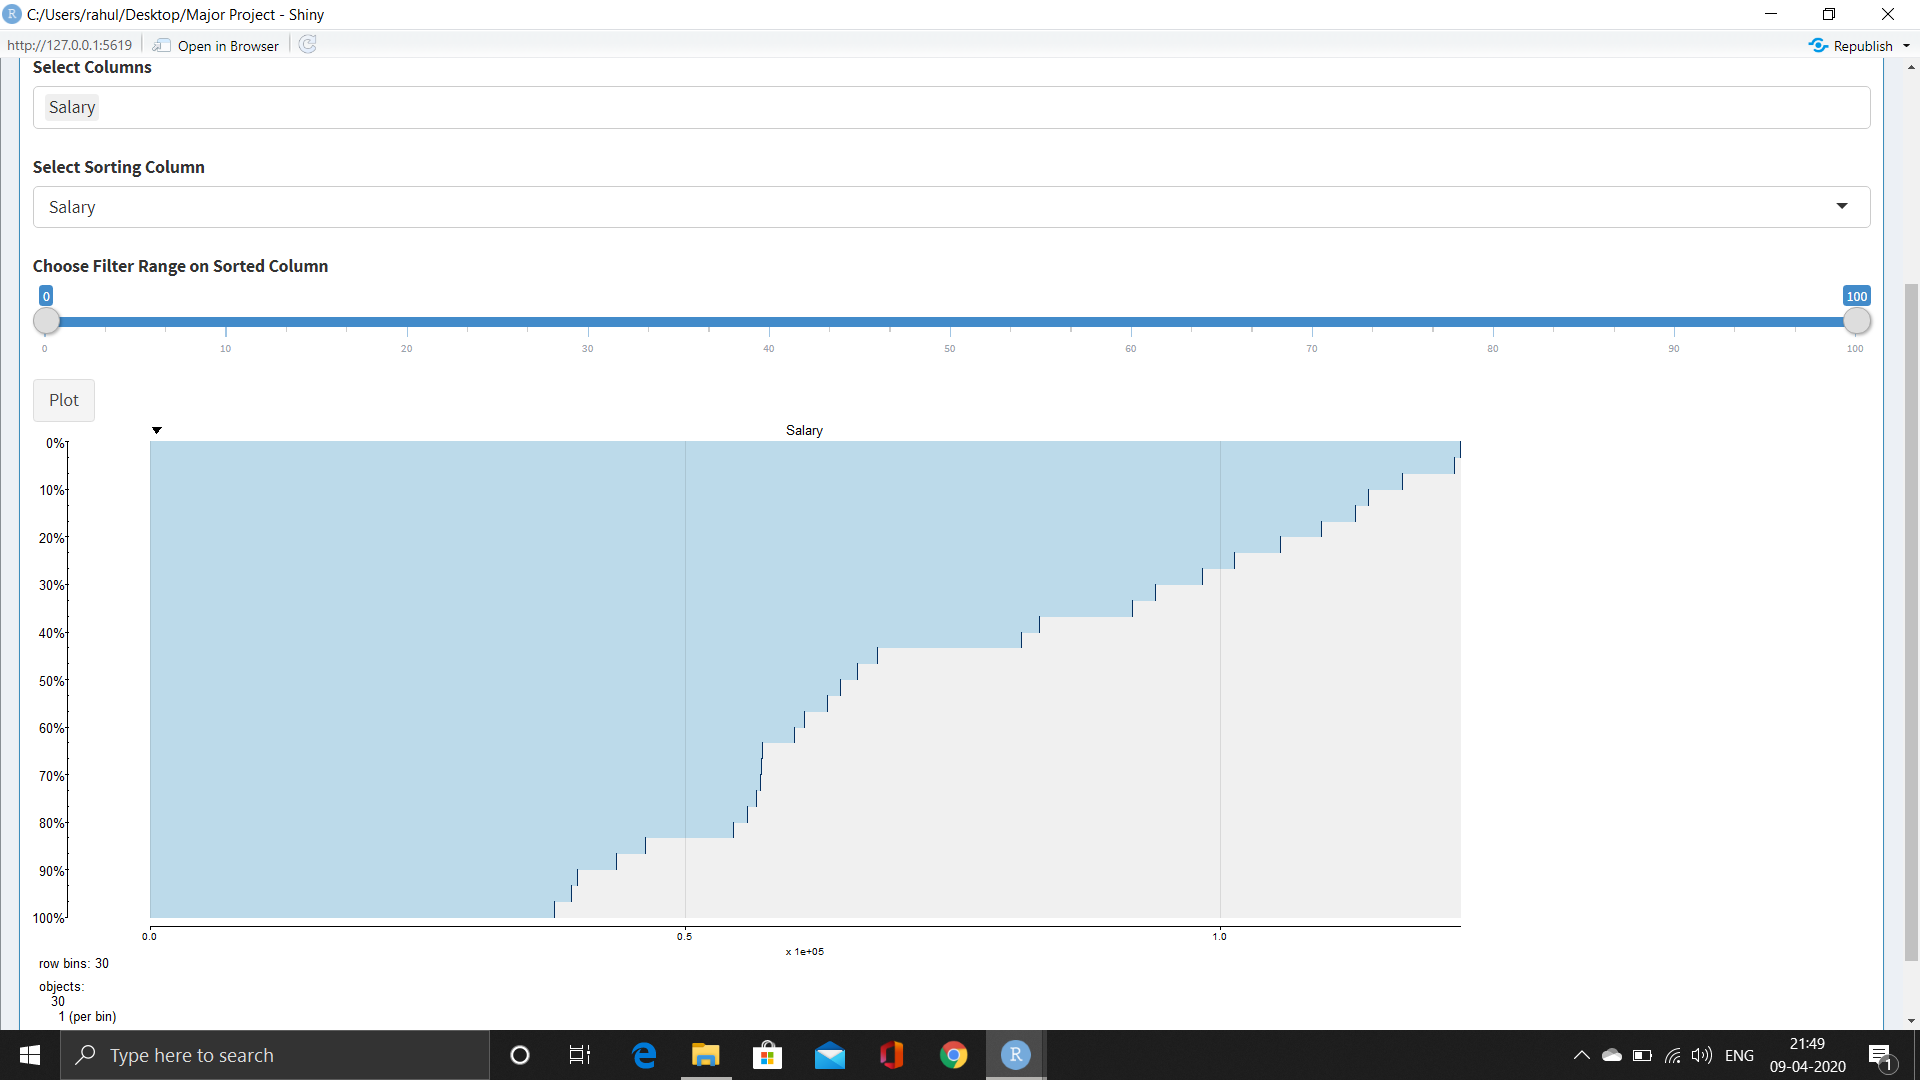 R C:/Users/rahul/Desktop/Major Project - Shiny
http://127.0.0.1:5619 Open in Browser Republish
Select Columns
Salary
Select Sorting Column
Salary
Choose Filter Range on Sorted Column
0 100
0 10 20 30 40 50 60 70 80 90 100
Plot
Salary
0%
10%
20%
30%
40%
50%
60%
70%
80%
90%
100%
0.0 0.5 1.0
x 1e+05
row bins: 30
objects:
30
1 (per bin)
Type here to search R ENG 21:49
09-04-2020 1